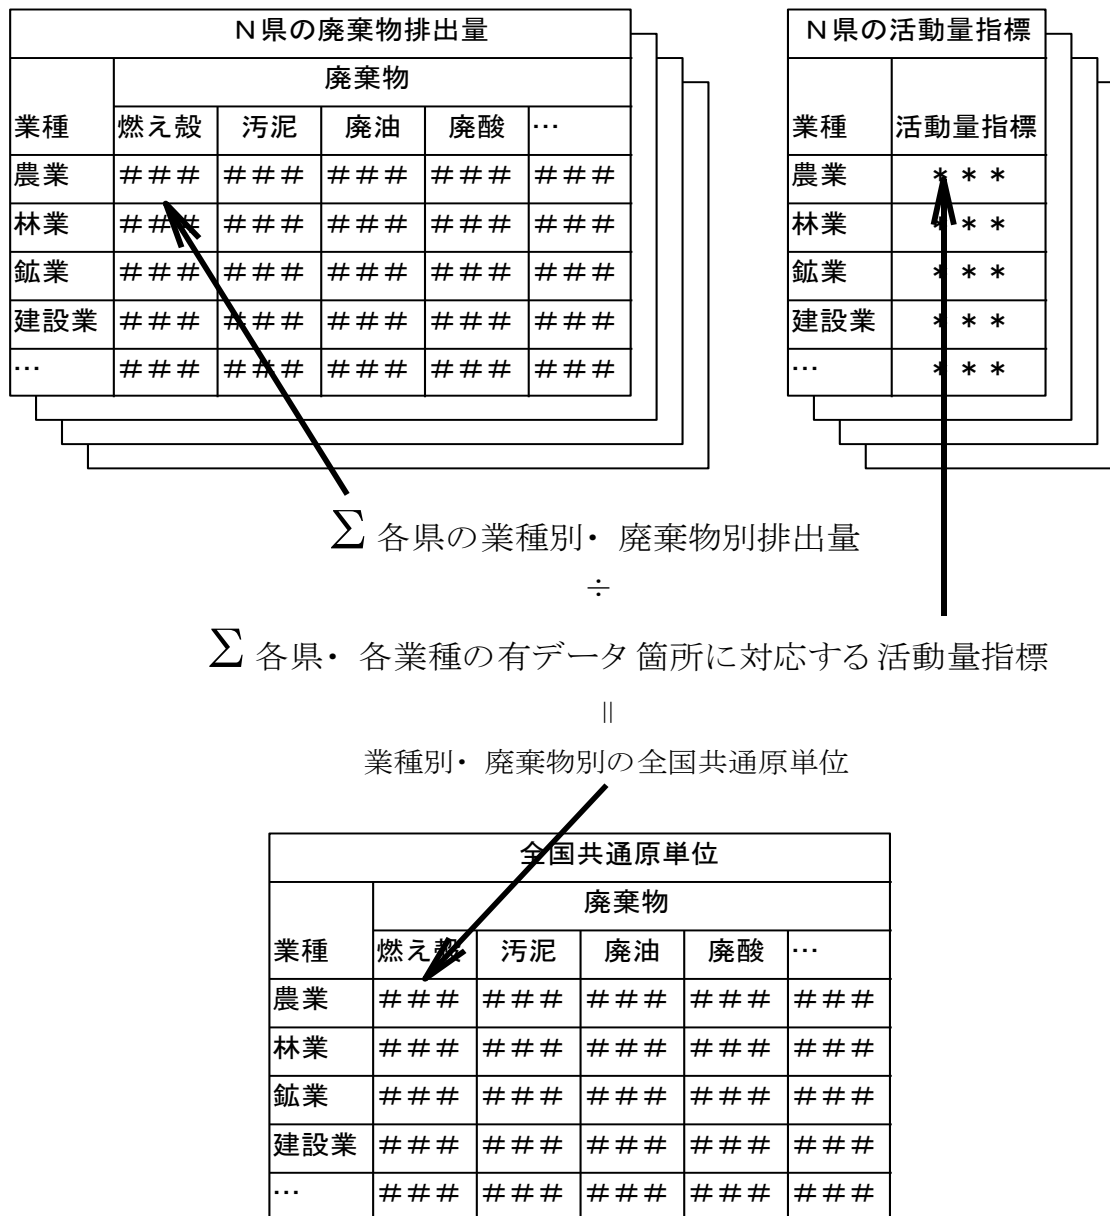 N県の廃棄物排出量
廃棄物
業種 燃え殻 汚泥 廃油 廃酸 …
農業 ### ### ### ### ###
林業 ### ### ### ### ###
鉱業 ### ### ### ### ###
建設業 ### ### ### ### ###
… ### ### ### ### ###
N県の活動量指標
業種 活動量指標
農業 ***
林業 ***
鉱業 ***
建設業 ***
… ***
Σ各県の業種別・廃棄物別排出量
÷
Σ各県・各業種の有データ箇所に対応する活動量指標
॥
業種別・廃棄物別の全国共通原単位
全国共通原単位
廃棄物
業種 燃え殻 汚泥 廃油 廃酸 …
農業 ### ### ### ### ###
林業 ### ### ### ### ###
鉱業 ### ### ### ### ###
建設業 ### ### ### ### ###
… ### ### ### ### ###